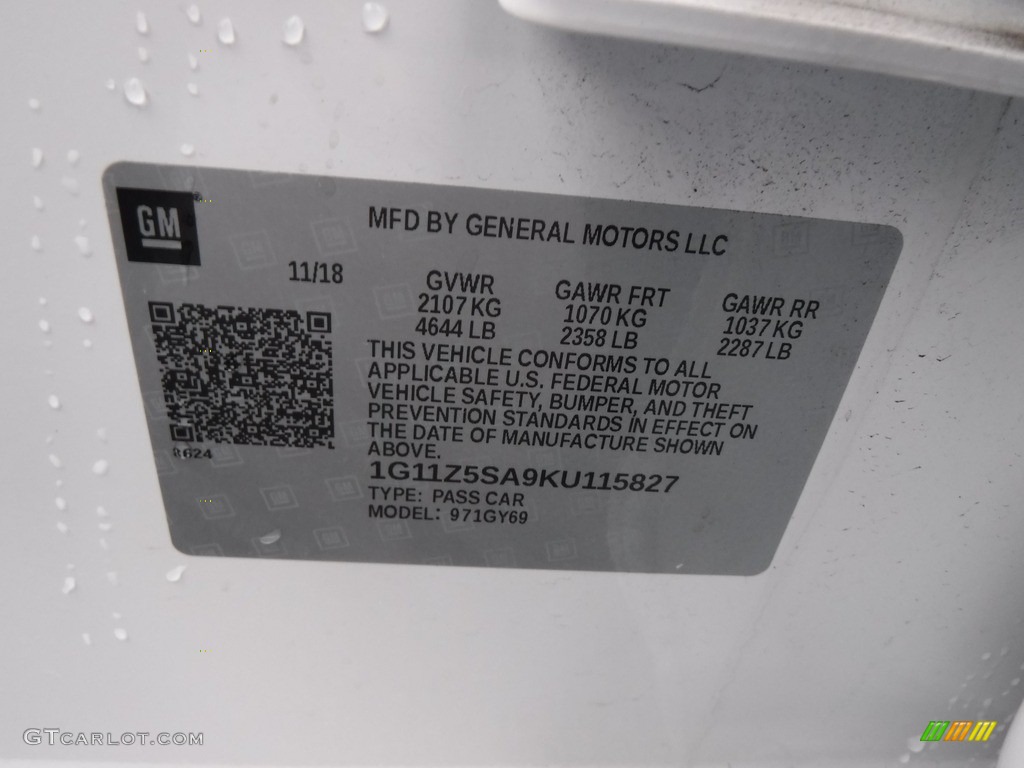 GM
MFD BY GENERAL MOTORS LLC
11/18
GVWR
2107 KG
4644 LB
GAWR FRT
1070 KG
2358 LB
GAWR RR
1037 KG
2287 LB
THIS VEHICLE CONFORMS TO ALL
APPLICABLE U.S. FEDERAL MOTOR
VEHICLE SAFETY, BUMPER, AND THEFT
PREVENTION STANDARDS IN EFFECT ON
THE DATE OF MANUFACTURE SHOWN
ABOVE.
8624
1G11Z5SA9KU115827
TYPE: PASS CAR
MODEL: 971GY69
GTCARLOT.COM